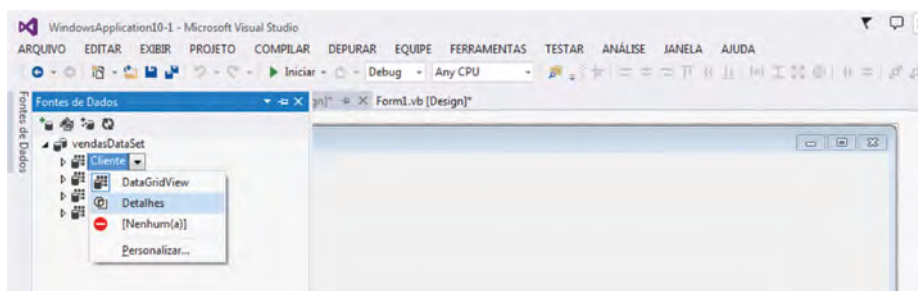 WindowsApplication10-1 - Microsoft Visual Studio
ARQUIVO EDITAR EXIBIR PROJETO COMPILAR DEPURAR EQUIPE FERRAMENTAS TESTAR ANÁLISE JANELA AJUDA
Iniciar Debug Any CPU
Fontes de Dados
Fontes de Dados
gn]* Form1.vb [Design]*
vendasDataSet
Cliente
DataGridView
Detalhes
[Nenhum(a)]
Personalizar...